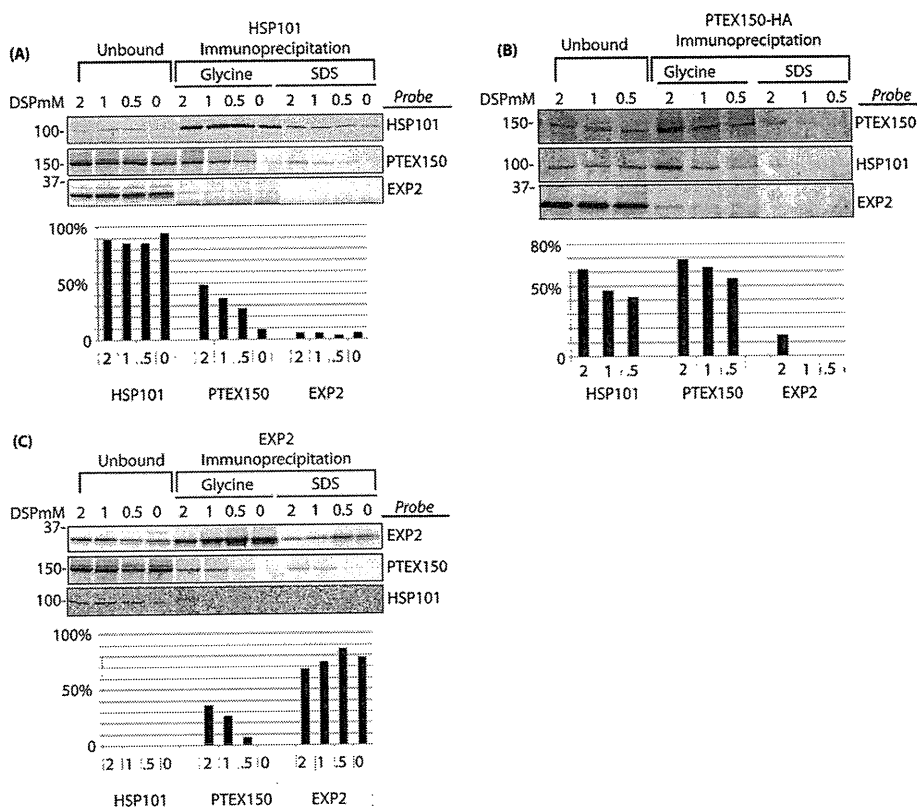 (A)
HSP101
Unbound Immunoprecipitation
Glycine SDS
DSPmM 2 1 0.5 0 2 1 0.5 0 2 1 0.5 0 Probe
100- HSP101
150- PTEX150
37- EXP2
100%
50%
0
2 1 .5 0 2 1 .5 0 2 1 .5 0
HSP101 PTEX150 EXP2
(B)
PTEX150-HA
Unbound Immunoprecipitation
Glycine SDS
DSPmM 2 1 0.5 2 1 0.5 2 1 0.5 Probe
150- PTEX150
100- HSP101
37- EXP2
80%
50%
0
2 1 .5 2 1 .5 2 1 .5
HSP101 PTEX150 EXP2
(C)
EXP2
Unbound Immunoprecipitation
Glycine SDS
DSPmM 2 1 0.5 0 2 1 0.5 0 2 1 0.5 0 Probe
37- EXP2
150- PTEX150
100- HSP101
100%
50%
0
2 1 .5 0 2 1 .5 0 2 1 .5 0
HSP101 PTEX150 EXP2